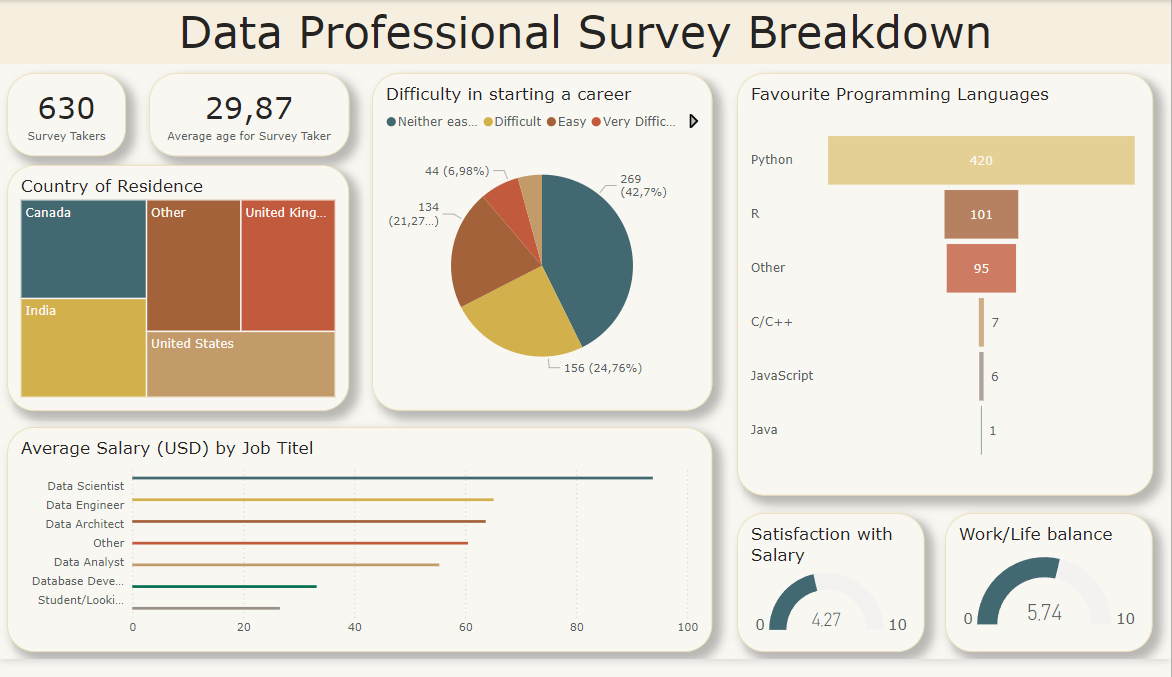 Data Professional Survey Breakdown
630
Survey Takers
29,87
Average age for Survey Taker
Country of Residence
Canada
Other
United King...
India
United States
Difficulty in starting a career
Neither eas... Difficult Easy Very Diffic...
44 (6,98%)
269
(42,7%)
134
(21,27...)
156 (24,76%)
Favourite Programming Languages
Python 420
R 101
Other 95
C/C++ 7
JavaScript 6
Java 1
Average Salary (USD) by Job Titel
Data Scientist
Data Engineer
Data Architect
Other
Data Analyst
Database Deve...
Student/Looki...
0 20 40 60 80 100
Satisfaction with
Salary
0 4,27 10
Work/Life balance
0 5,74 10